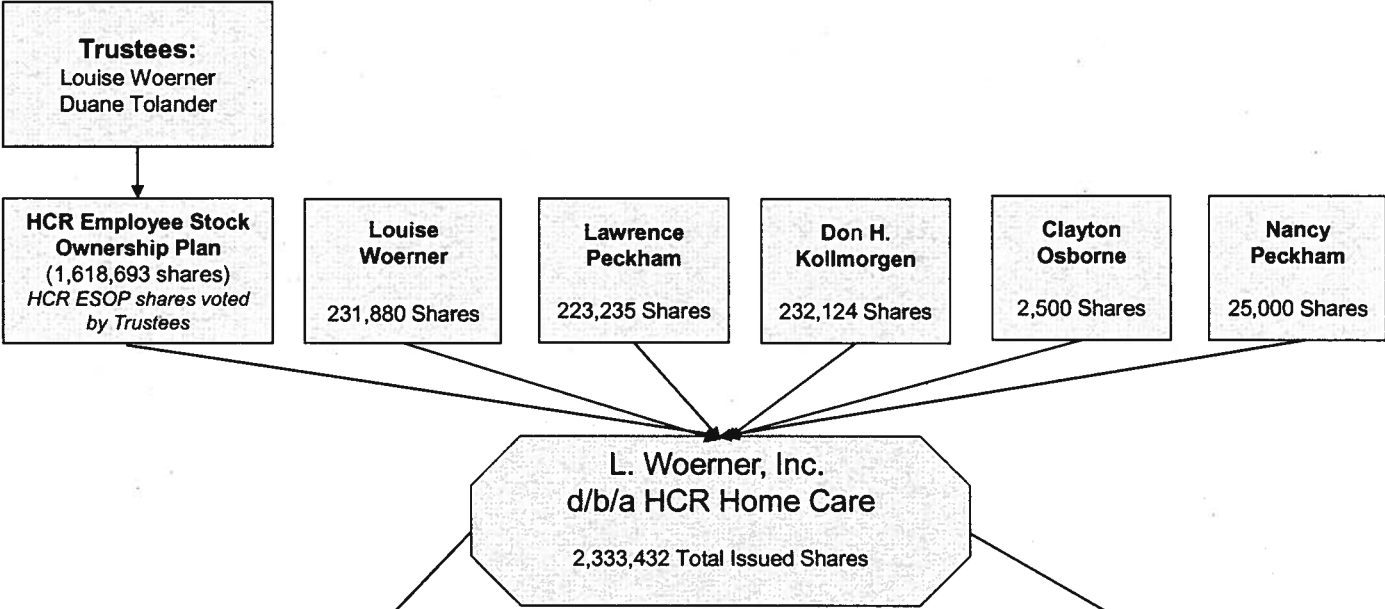 Trustees:
Louise Woerner
Duane Tolander
HCR Employee Stock
Ownership Plan
(1,618,693 shares)
HCR ESOP shares voted
by Trustees
Louise
Woerner
231,880 Shares
Lawrence
Peckham
223,235 Shares
Don H.
Kollmorgen
232,124 Shares
Clayton
Osborne
2,500 Shares
Nancy
Peckham
25,000 Shares
L. Woerner, Inc.
d/b/a HCR Home Care
2,333,432 Total Issued Shares